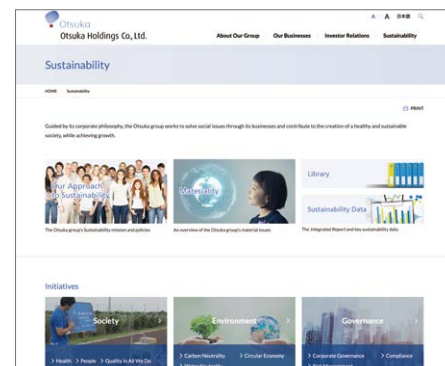 Otsuka
Otsuka Holdings Co., Ltd.
A A 日本語
About Our Group Our Businesses Investor Relations Sustainability
Sustainability
HOME Sustainability
PRINT
Guided by its corporate philosophy, the Otsuka group works to solve social issues through its businesses and contribute to the creation of a healthy and sustainable
society, while achieving growth.
Our Approach
to Sustainability
Materiality
Library
Sustainability Data
The Otsuka group's Sustainability mission and policies
An overview of the Otsuka group's material issues
The Integrated Report and key sustainability data
Initiatives
Society >
Environment >
Governance >
> Health > People > Quality in All We Do
> Carbon Neutrality > Circular Economy
> Corporate Governance > Compliance